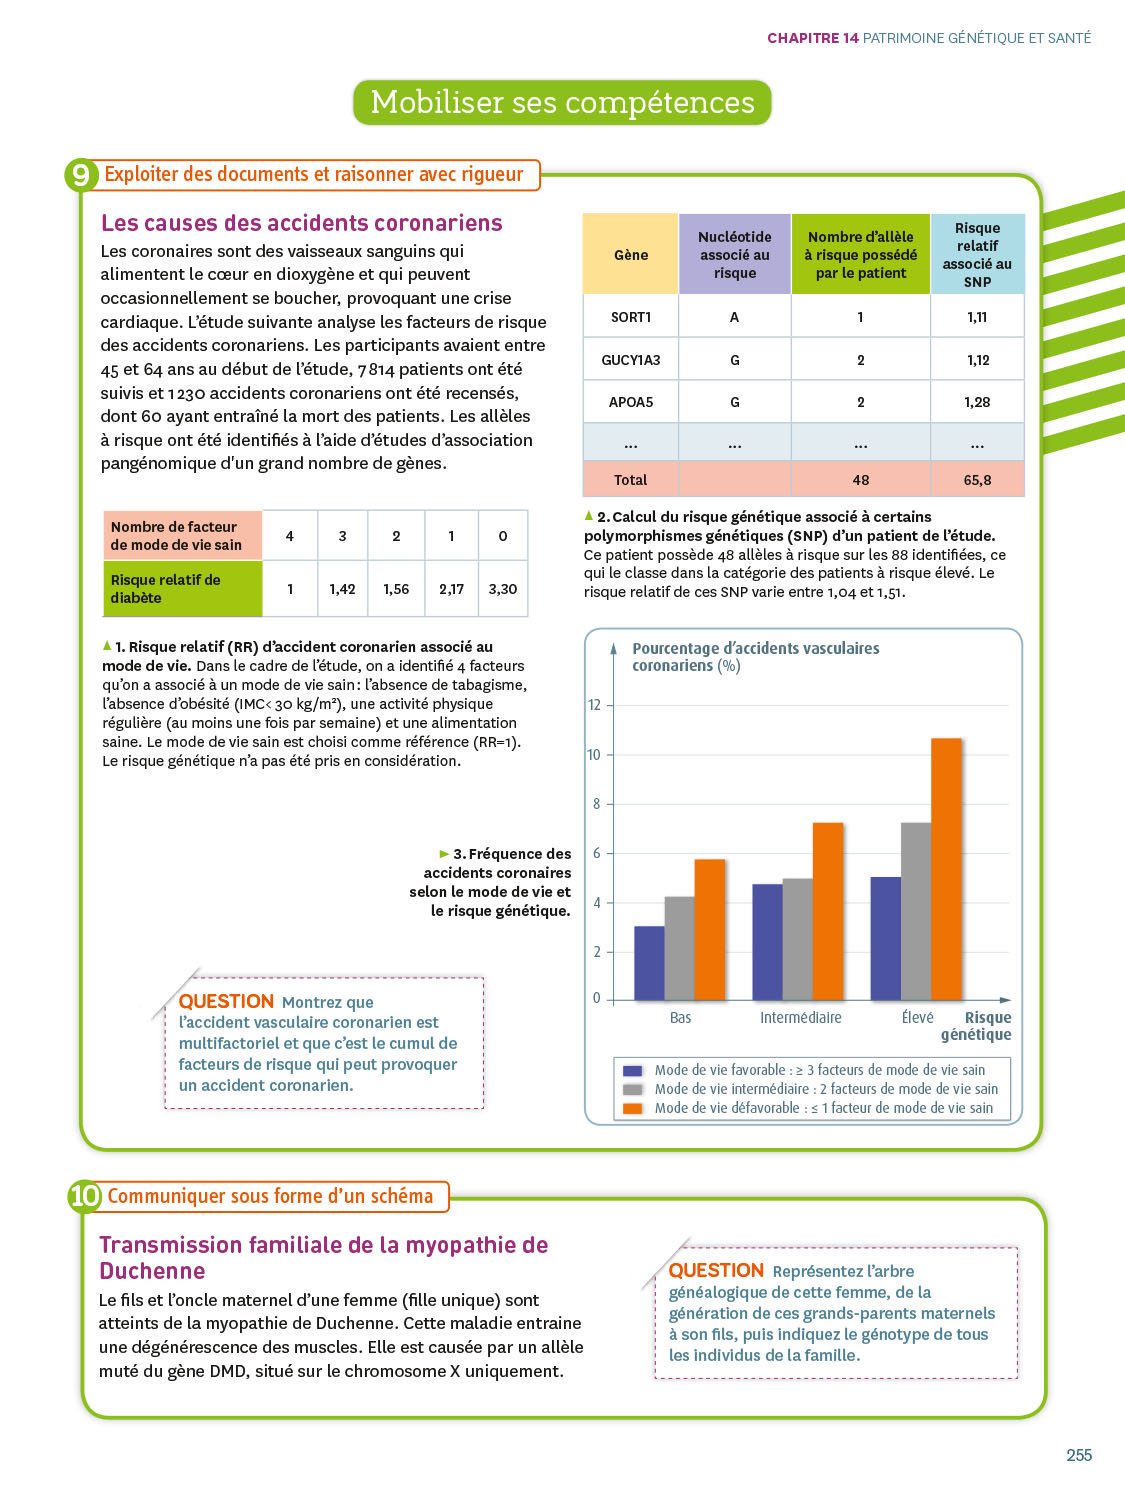 CHAPITRE 14 PATRIMOINE GÉNÉTIQUE ET SANTÉ
Mobiliser ses compétences
9 Exploiter des documents et raisonner avec rigueur
Les causes des accidents coronariens
Les coronaires sont des vaisseaux sanguins qui
alimentent le cœur en dioxygène et qui peuvent
occasionnellement se boucher, provoquant une crise
cardiaque. L'étude suivante analyse les facteurs de risque
des accidents coronariens. Les participants avaient entre
45 et 64 ans au début de l'étude, 7 814 patients ont été
suivis et 1 230 accidents coronariens ont été recensés,
dont 60 ayant entraîné la mort des patients. Les allèles
à risque ont été identifiés à l'aide d'études d'association
pangénomique d'un grand nombre de gènes.
Nombre de facteur
de mode de vie sain
4 3 2 1 0
Risque relatif de
diabète
1 1,42 1,56 2,17 3,30
1. Risque relatif (RR) d'accident coronarien associé au
mode de vie. Dans le cadre de l'étude, on a identifié 4 facteurs
qu'on a associé à un mode de vie sain : l'absence de tabagisme,
l'absence d'obésité (IMC< 30 kg/m²), une activité physique
régulière (au moins une fois par semaine) et une alimentation
saine. Le mode de vie sain est choisi comme référence (RR=1).
Le risque génétique n'a pas été pris en considération.
Gène
Nucléotide
associé au
risque
Nombre d'allèle
à risque possédé
par le patient
Risque
relatif
associé au
SNP
SORT1 A 1 1,11
GUCY1A3 G 2 1,12
APOA5 G 2 1,28
... ... ... ...
Total 48 65,8
2. Calcul du risque génétique associé à certains
polymorphismes génétiques (SNP) d'un patient de l'étude.
Ce patient possède 48 allèles à risque sur les 88 identifiées, ce
qui le classe dans la catégorie des patients à risque élevé. Le
risque relatif de ces SNP varie entre 1,04 et 1,51.
3. Fréquence des
accidents coronaires
selon le mode de vie et
le risque génétique.
Pourcentage d'accidents vasculaires
coronariens (%)
12
10
8
6
4
2
0
Bas Intermédiaire Élevé Risque
génétique
Mode de vie favorable : ≥ 3 facteurs de mode de vie sain
Mode de vie intermédiaire : 2 facteurs de mode de vie sain
Mode de vie défavorable : ≤ 1 facteur de mode de vie sain
QUESTION Montrez que
l'accident vasculaire coronarien est
multifactoriel et que c'est le cumul de
facteurs de risque qui peut provoquer
un accident coronarien.
10 Communiquer sous forme d'un schéma
Transmission familiale de la myopathie de
Duchenne
Le fils et l'oncle maternel d'une femme (fille unique) sont
atteints de la myopathie de Duchenne. Cette maladie entraine
une dégénérescence des muscles. Elle est causée par un allèle
muté du gène DMD, situé sur le chromosome X uniquement.
QUESTION Représentez l'arbre
généalogique de cette femme, de la
génération de ces grands-parents maternels
à son fils, puis indiquez le génotype de tous
les individus de la famille.
255